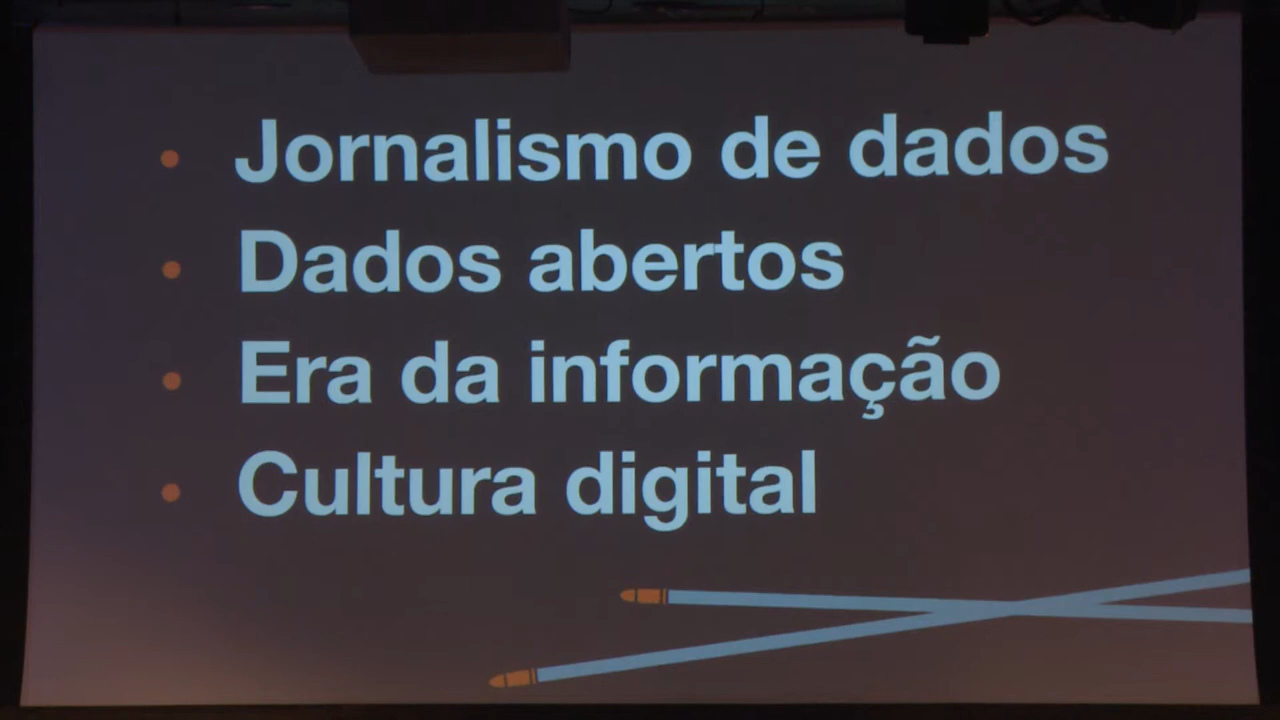 Jornalismo de dados
Dados abertos
Era da informação
Cultura digital